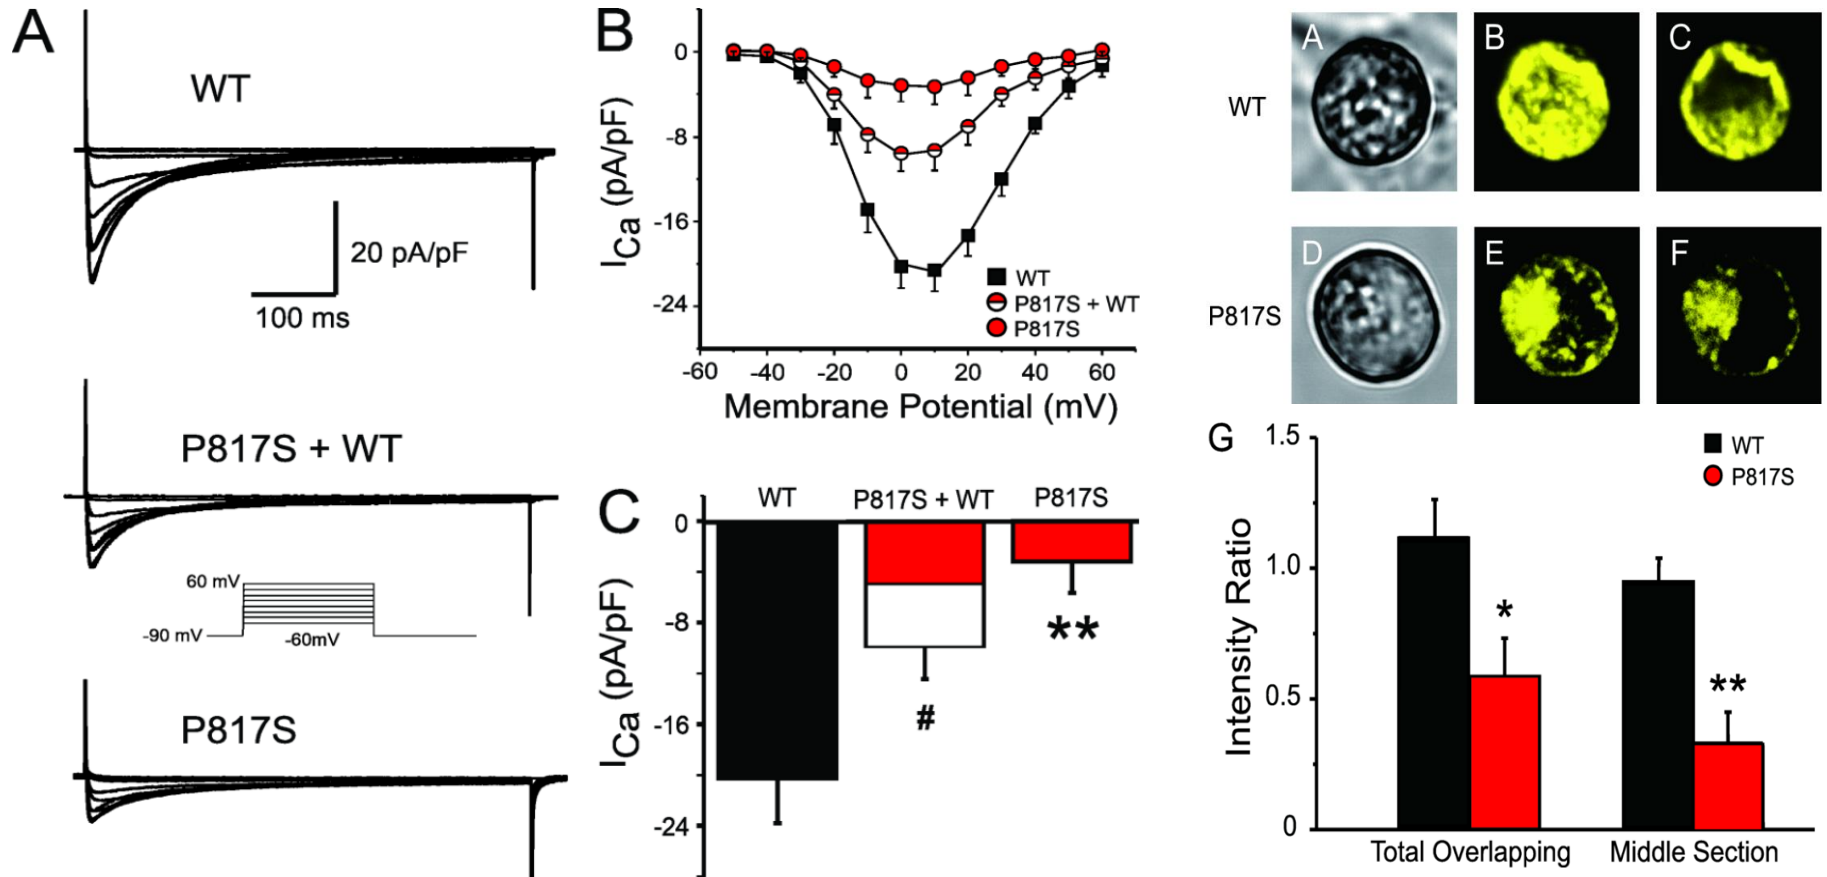 A
WT
20 pA/pF
100 ms
P817S + WT
60 mV
-90 mV
-60mV
P817S
B
0
-8
-16
-24
I Ca (pA/pF)
WT
P817S + WT
P817S
-60 -40 -20 0 20 40 60
Membrane Potential (mV)
C
WT P817S + WT P817S
0
-8
-16
-24
I Ca (pA/pF)
#
**
WT
A B C
P817S
D E F
G
1.5
1.0
0.5
0
Intensity Ratio
WT
P817S
*
**
Total Overlapping Middle Section